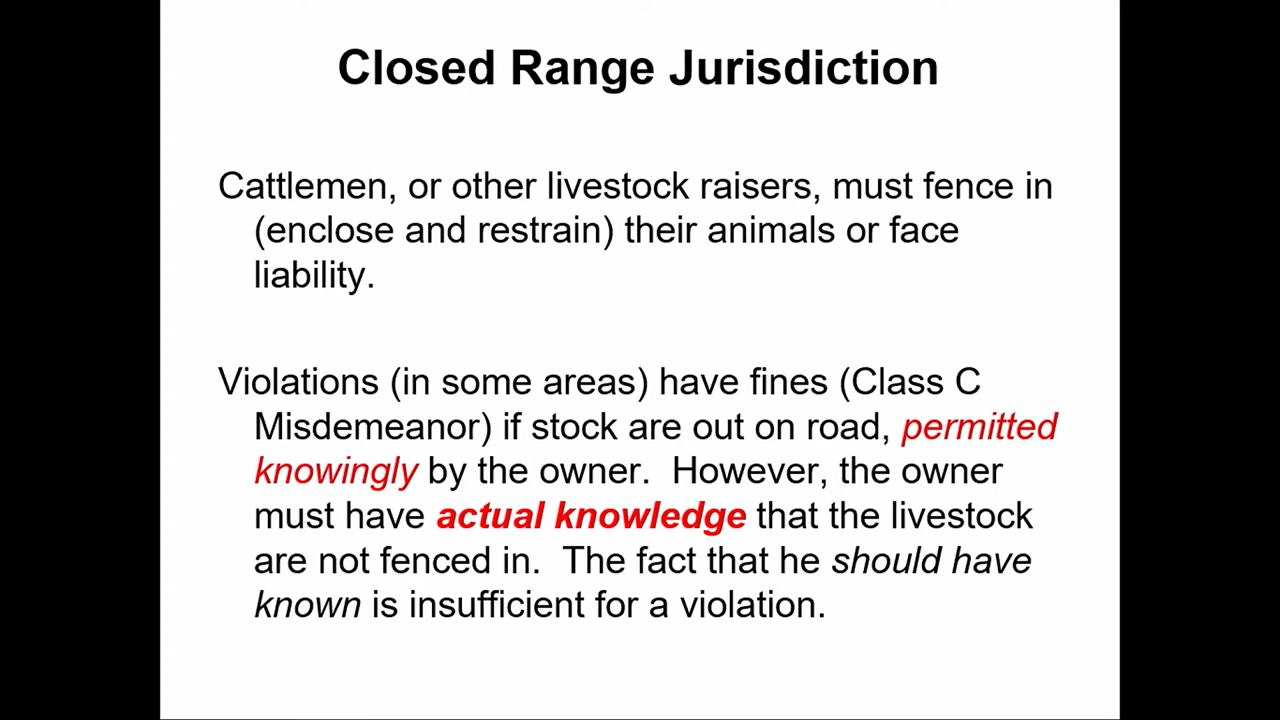 Closed Range Jurisdiction
Cattlemen, or other livestock raisers, must fence in
(enclose and restrain) their animals or face
liability.
Violations (in some areas) have fines (Class C
Misdemeanor) if stock are out on road, permitted
knowingly by the owner.  However, the owner
must have actual knowledge that the livestock
are not fenced in.  The fact that he should have
known is insufficient for a violation.